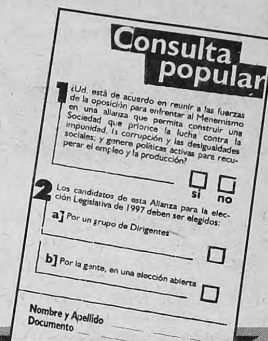 Consulta
popular
1 ¿Ud. está de acuerdo en reunir a las fuerzas
de la oposición para enfrentar al Menemismo
en una alianza que permita construir una
Sociedad que priorice la lucha contra la
impunidad, la corrupción y las desigualdades
sociales; y genere políticas activas para recu-
perar el empleo y la producción?
si no
2 Los candidatos de esta Alianza para la elec-
ción Legislativa de 1997 deben ser elegidos:
a] Por un grupo de Dirigentes
b] Por la gente, en una elección abierta
Nombre y Apellido
Documento